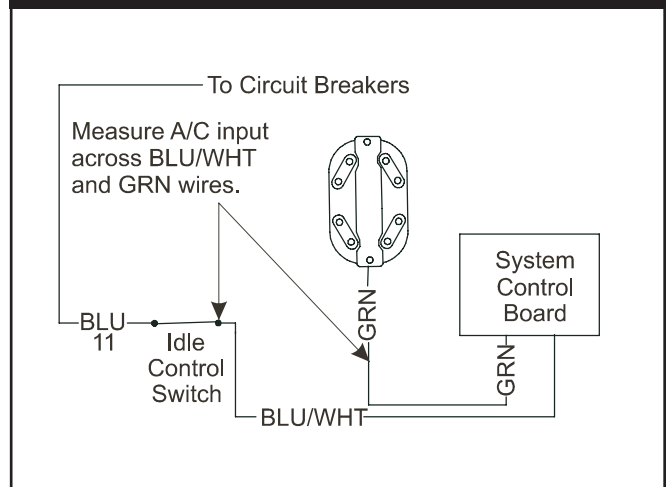 To Circuit Breakers
Measure A/C input
across BLU/WHT
and GRN wires.
System
Control
Board
GRN
GRN
BLU
11
Idle
Control
Switch
BLU/WHT